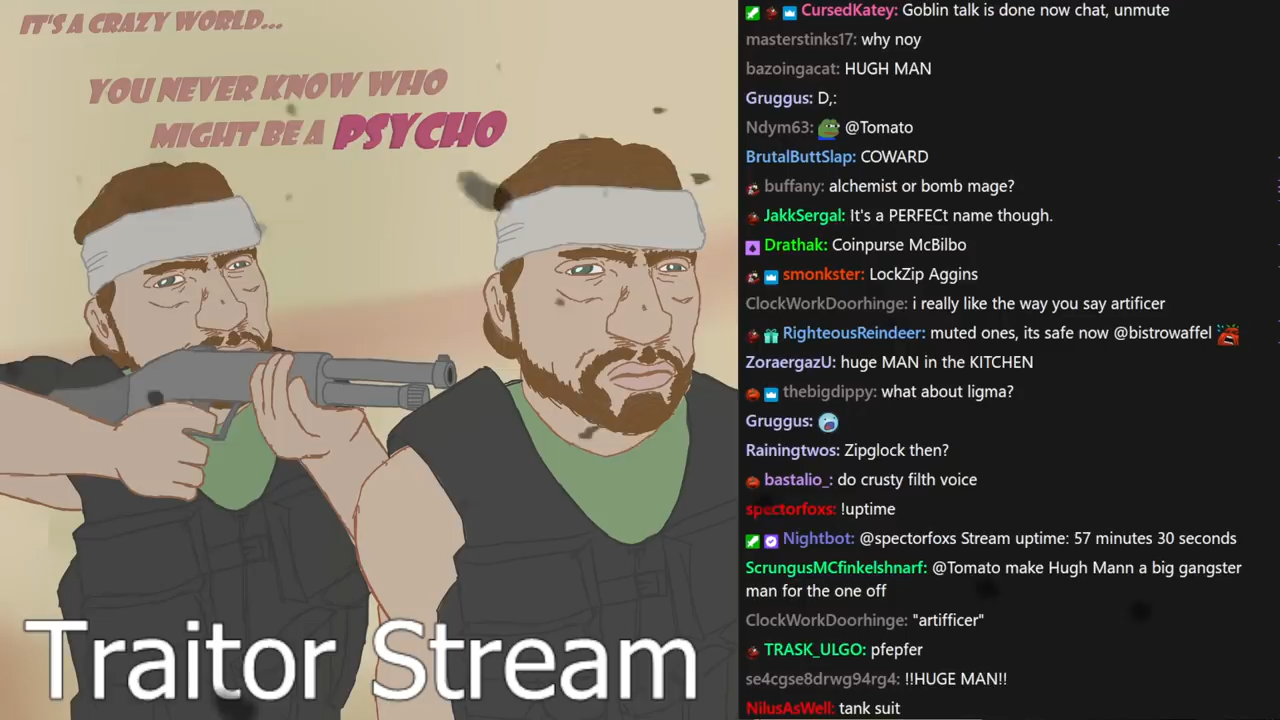 IT'S A CRAZY WORLD...
YOU NEVER KNOW WHO
MIGHT BE A PSYCHO
Traitor Stream
CursedKatey: Goblin talk is done now chat, unmute
masterstinks17: why noy
bazoingacat: HUGH MAN
Gruggus: D,:
Ndym63: @Tomato
BrutalButtSlap: COWARD
buffany: alchemist or bomb mage?
JakkSergal: It's a PERFECt name though.
Drathak: Coinpurse McBilbo
smonkster: LockZip Aggins
ClockWorkDoorhinge: i really like the way you say artificer
RighteousReindeer: muted ones, its safe now @bistrowaffel
ZoraergazU: huge MAN in the KITCHEN
thebigdippy: what about ligma?
Gruggus:
Rainingtwos: Zipglock then?
bastalio_: do crusty filth voice
spectorfoxs: !uptime
Nightbot: @spectorfoxs Stream uptime: 57 minutes 30 seconds
ScrungusMCfinkelshnarf: @Tomato make Hugh Mann a big gangster
man for the one off
ClockWorkDoorhinge: "artifficer"
TRASK_ULGO: pfepfer
se4cgse8drwg94rg4: !!HUGE MAN!!
NilusAsWell: tank suit